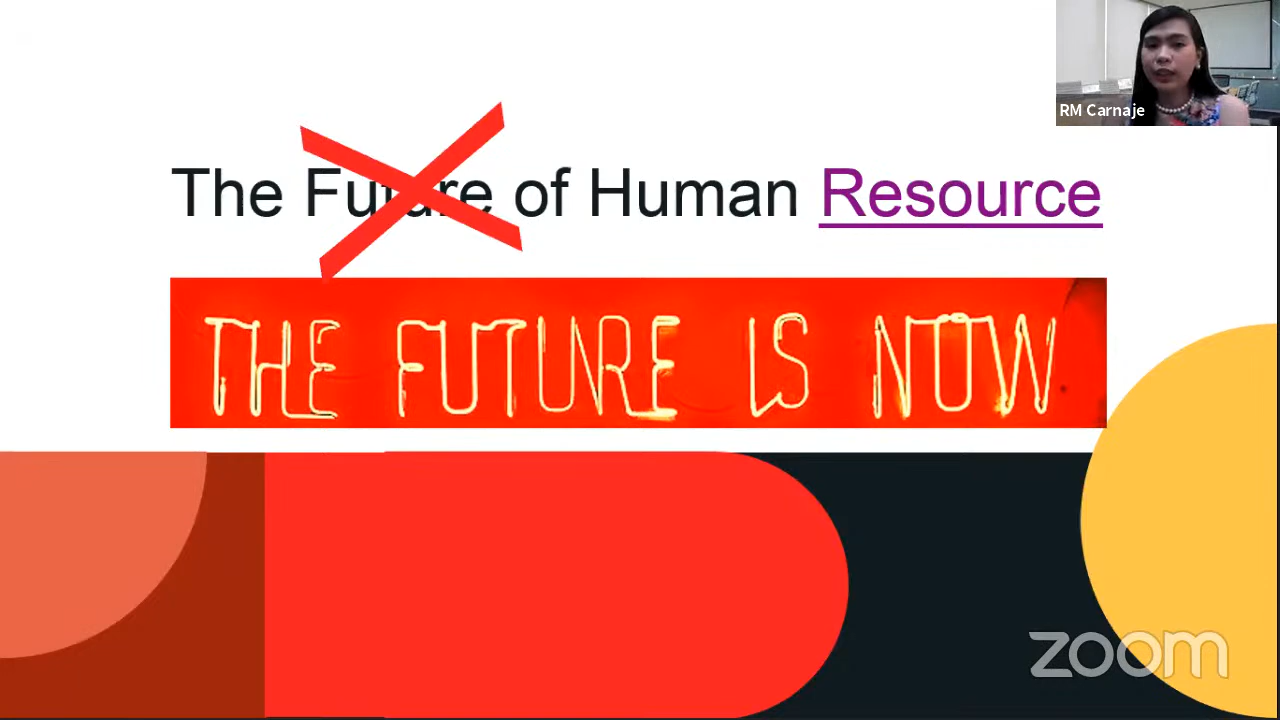 RM Carnaje
The Future of Human Resource
THE FUTURE IS NOW
zoom